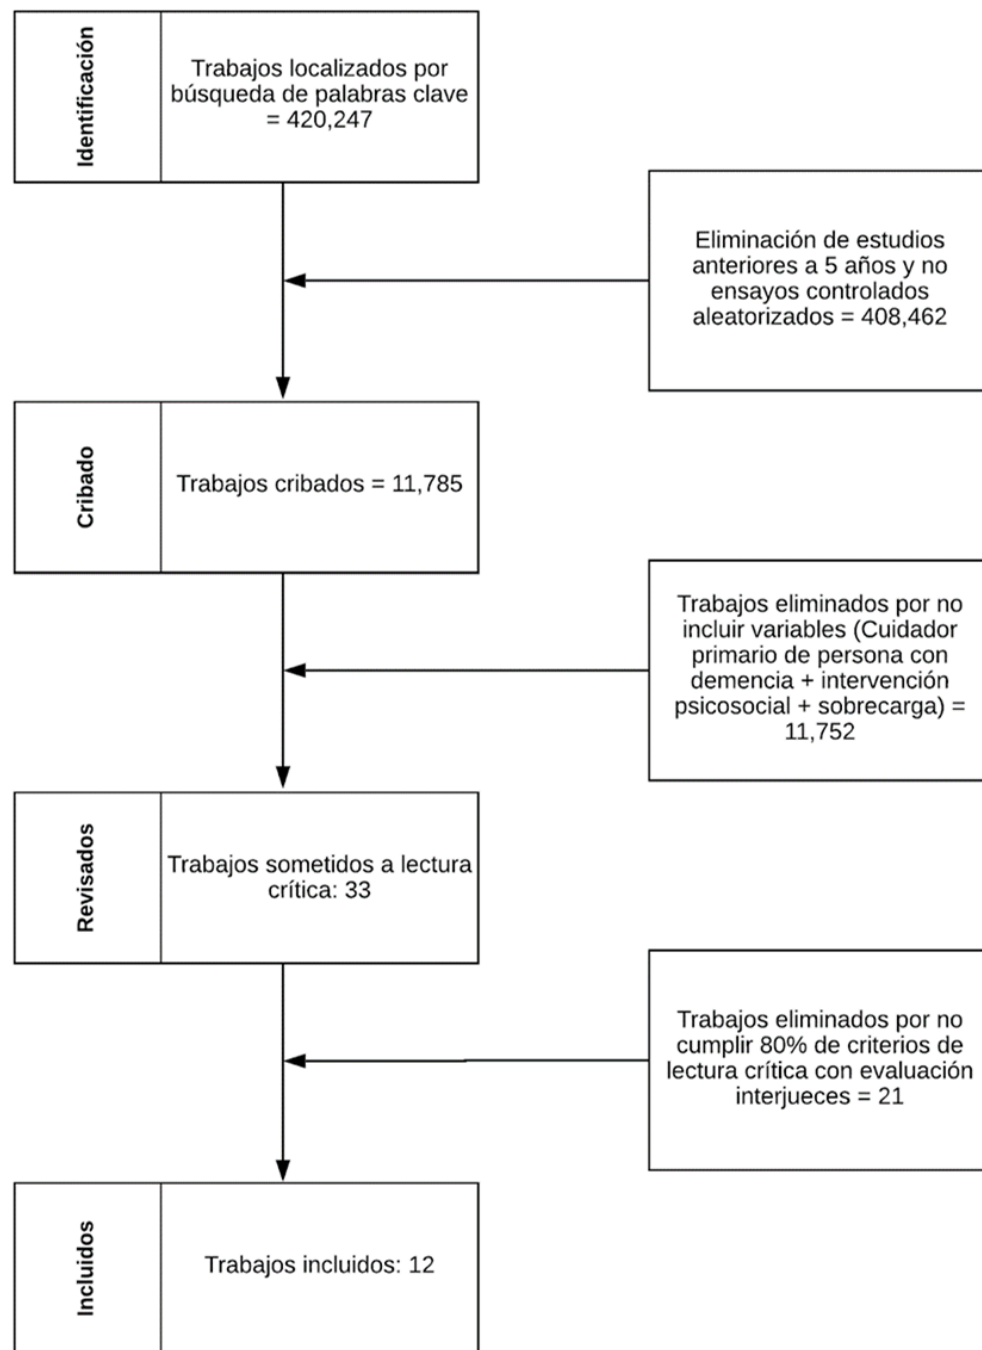 Identificación
Trabajos localizados por
búsqueda de palabras clave
= 420,247
Eliminación de estudios
anteriores a 5 años y no
ensayos controlados
aleatorizados = 408,462
Cribado
Trabajos cribados = 11,785
Trabajos eliminados por no
incluir variables (Cuidador
primario de persona con
demencia + intervención
psicosocial + sobrecarga) =
11,752
Revisados
Trabajos sometidos a lectura
crítica: 33
Trabajos eliminados por no
cumplir 80% de criterios de
lectura crítica con evaluación
interjueces = 21
Incluidos
Trabajos incluidos: 12